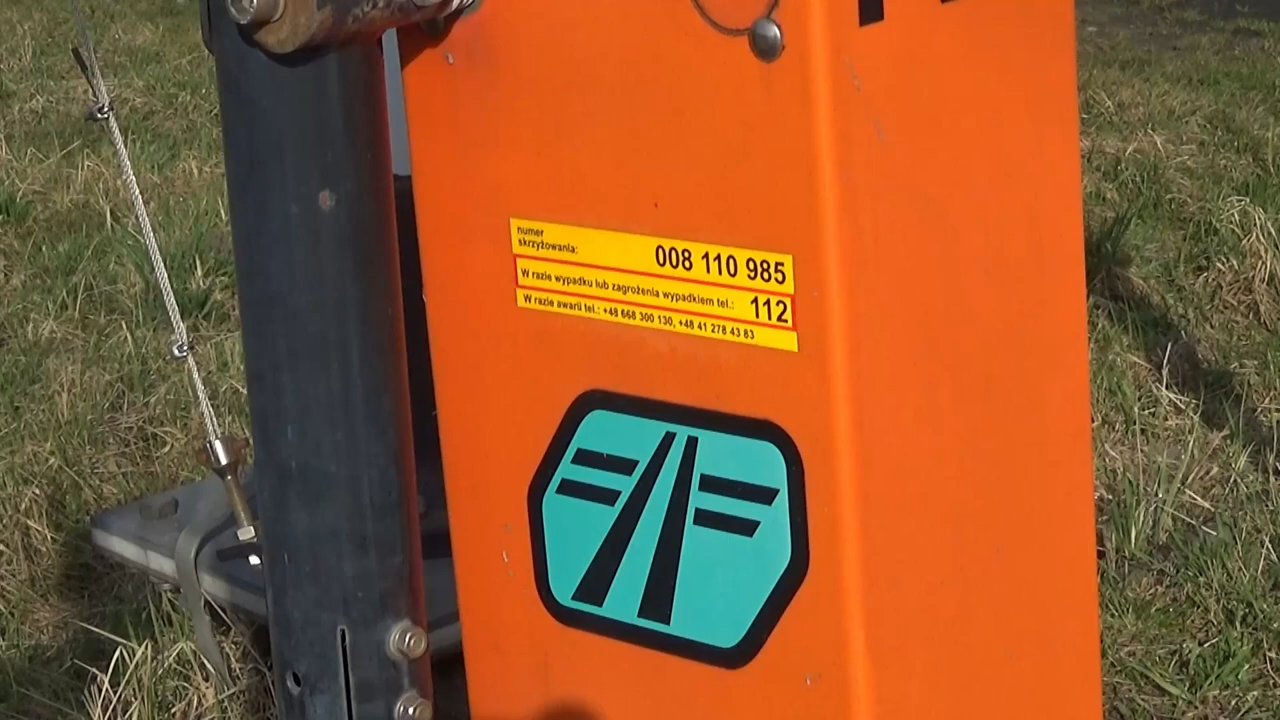 numer
skrzyżowania: 008 110 985
W razie wypadku lub zagrożenia wypadkiem tel.: 112
W razie awarii tel.: +48 668 300 130, +48 41 278 43 83